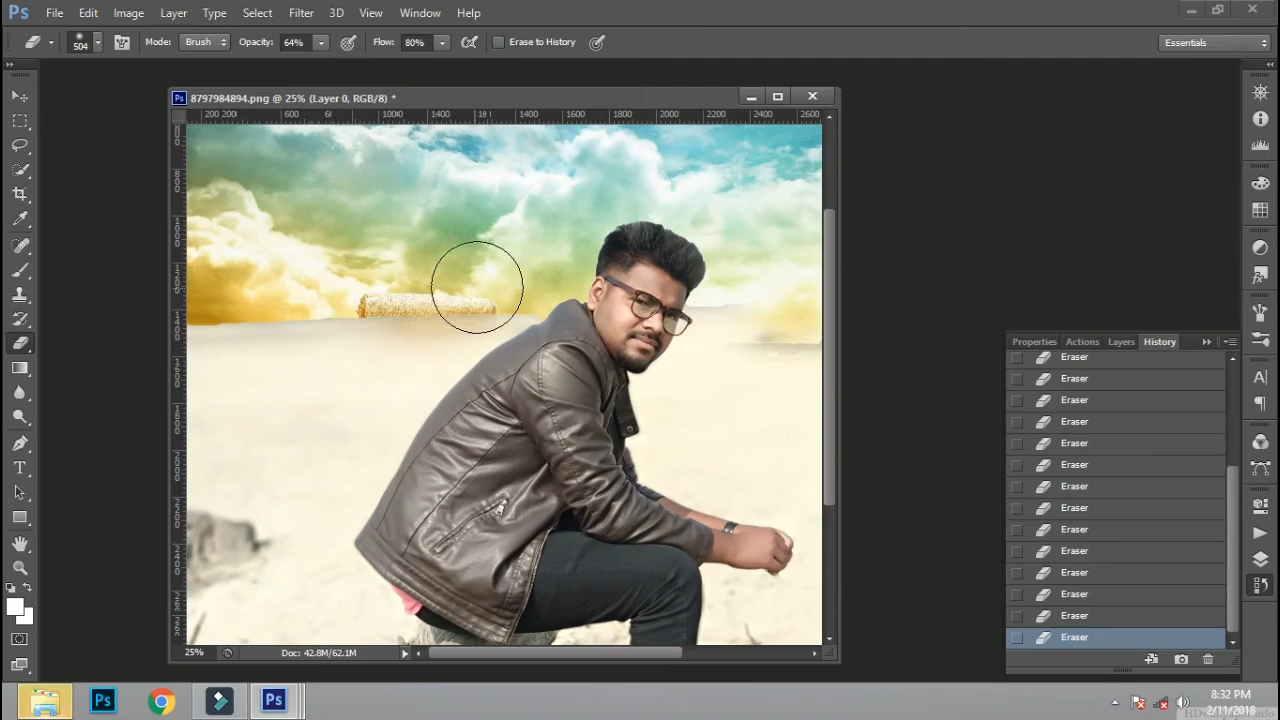 Ps File Edit Image Layer Type Select Filter 3D View Window Help
504 Mode: Brush Opacity: 64% Flow: 80% Erase to History Essentials
Ps 8797984894.png @ 25% (Layer 0, RGB/8) *
200 200 600 1000 1400 1400 1600 2000 2200 2400 2600
Properties Actions Layers History
Eraser
Eraser
Eraser
Eraser
Eraser
Eraser
Eraser
Eraser
Eraser
Eraser
Eraser
Eraser
Eraser
Eraser
25% Doc: 42.8M/62.1M
Ps Ps
8:32 PM
2/11/2018